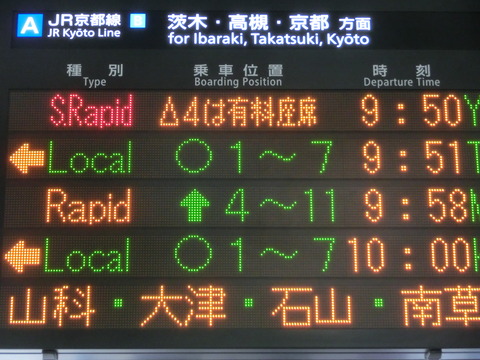 A JR京都線 茨木・高槻・京都 方面
JR Kyōto Line for Ibaraki, Takatsuki, Kyōto
種別 乗車位置 時刻
Type Boarding Position Departure Time
S.Rapid △4は有料座席 9:50
← Local ○1～7 9:51
Rapid ↑4～11 9:58
← Local ○1～7 10:00
山科・大津・石山・南草